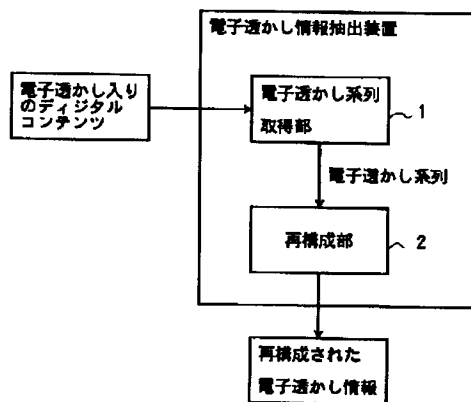 電子透かし情報抽出装置
電子透かし入り
のディジタル
コンテンツ
電子透かし系列
取得部
1
電子透かし系列
再構成部
2
再構成された
電子透かし情報